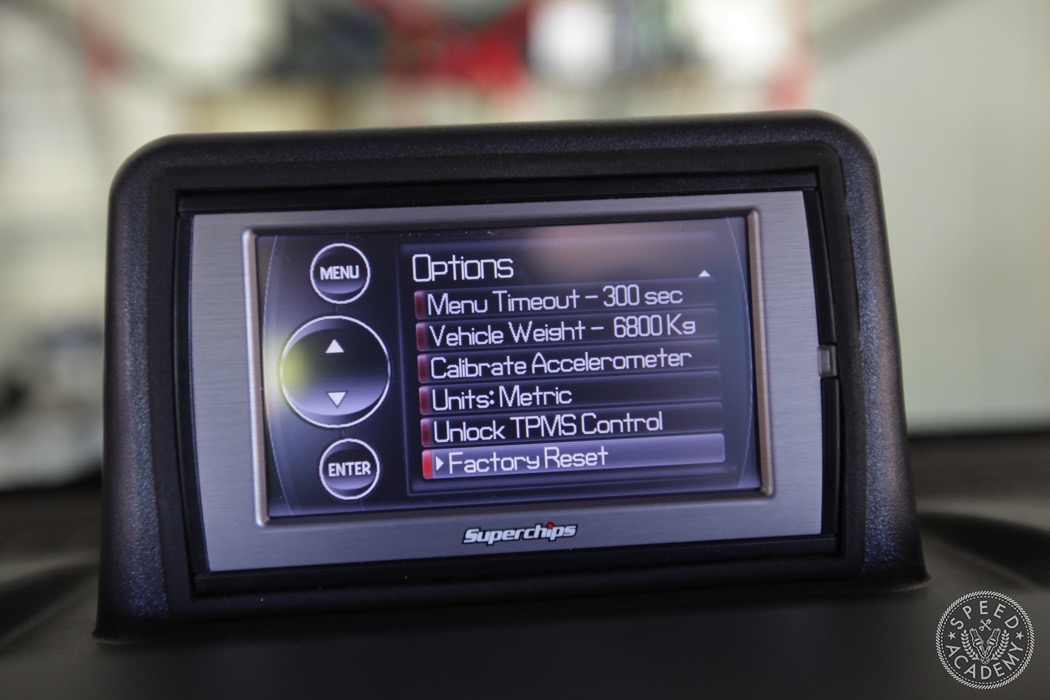 MENU
ENTER
Options
Menu Timeout - 300 sec
Vehicle Weight - 6800 Kg
Calibrate Accelerometer
Units: Metric
Unlock TPMS Control
Factory Reset
Superchips
SPEED
ACADEMY